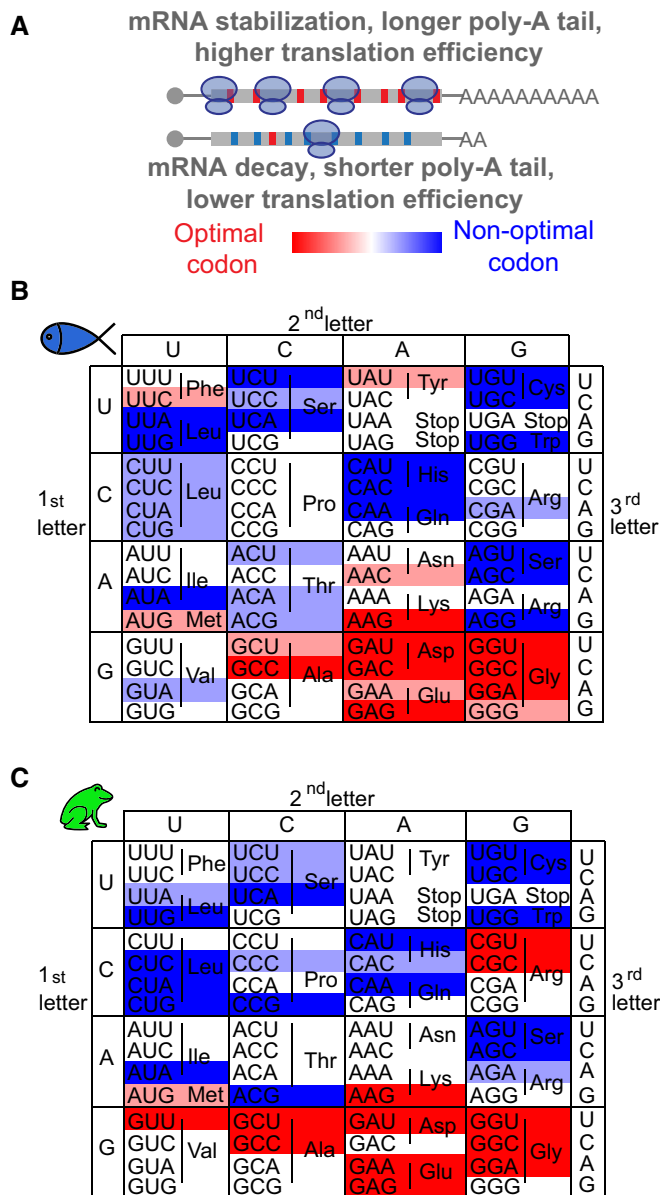 A
mRNA stabilization, longer poly-A tail,
higher translation efficiency
AAAAAAAAAA
AA
mRNA decay, shorter poly-A tail,
lower translation efficiency
Optimal codon
Non-optimal codon
B
2nd letter
U C A G
1st letter
3rd letter
U
UUU Phe UCU Ser UAU Tyr UGU Cys U
UUC UCC UAC UGC C
UUA Leu UCA UAA Stop UGA Stop A
UUG UCG UAG Stop UGG Trp G
C
CUU Leu CCU Pro CAU His CGU Arg U
CUC CCC CAC CGC C
CUA CCA CAA Gln CGA A
CUG CCG CAG CGG G
A
AUU Ile ACU Thr AAU Asn AGU Ser U
AUC ACC AAC AGC C
AUA ACA AAA Lys AGA Arg A
AUG Met ACG AAG AGG G
G
GUU Val GCU Ala GAU Asp GGU Gly U
GUC GCC GAC GGC C
GUA GCA GAA Glu GGA A
GUG GCG GAG GGG G
C
2nd letter
U C A G
1st letter
3rd letter
U
UUU Phe UCU Ser UAU Tyr UGU Cys U
UUC UCC UAC UGC C
UUA Leu UCA UAA Stop UGA Stop A
UUG UCG UAG Stop UGG Trp G
C
CUU Leu CCU Pro CAU His CGU Arg U
CUC CCC CAC CGC C
CUA CCA CAA Gln CGA A
CUG CCG CAG CGG G
A
AUU Ile ACU Thr AAU Asn AGU Ser U
AUC ACC AAC AGC C
AUA ACA AAA Lys AGA Arg A
AUG Met ACG AAG AGG G
G
GUU Val GCU Ala GAU Asp GGU Gly U
GUC GCC GAC GGC C
GUA GCA GAA Glu GGA A
GUG GCG GAG GGG G